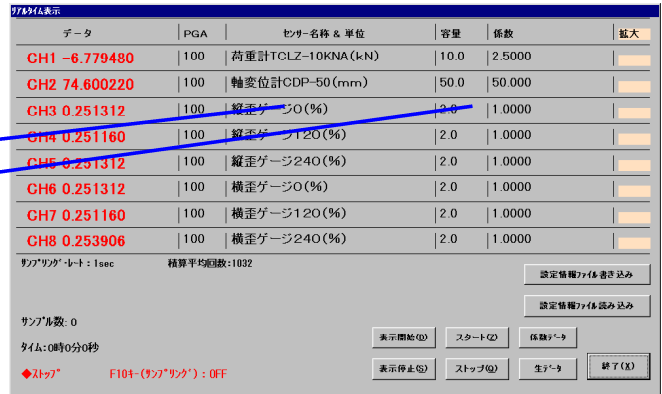 リアルタイム表示
データ PGA センサー名称 & 単位 容量 係数 拡大
CH1 -6.779480 100 荷重計TCLZ-10KNA(kN) 10.0 2.5000
CH2 74.600220 100 軸変位計CDP-50(mm) 50.0 50.000
CH3 0.251312 100 縦歪ゲージ0(%) 2.0 1.0000
CH4 0.251160 100 縦歪ゲージ120(%) 2.0 1.0000
CH5 0.251312 100 縦歪ゲージ240(%) 2.0 1.0000
CH6 0.251312 100 横歪ゲージ0(%) 2.0 1.0000
CH7 0.251160 100 横歪ゲージ120(%) 2.0 1.0000
CH8 0.253906 100 横歪ゲージ240(%) 2.0 1.0000
サンプリング・レート:1sec 積算平均回数:1032
設定情報ファイル書き込み
設定情報ファイル読み込み
サンプル数: 0
表示開始(D) スタート(Z) 係数データ
タイム:0時0分0秒
表示停止(S) ストップ(Q) 生データ 終了(X)
◆ストップ F10キー(サンプリング):OFF